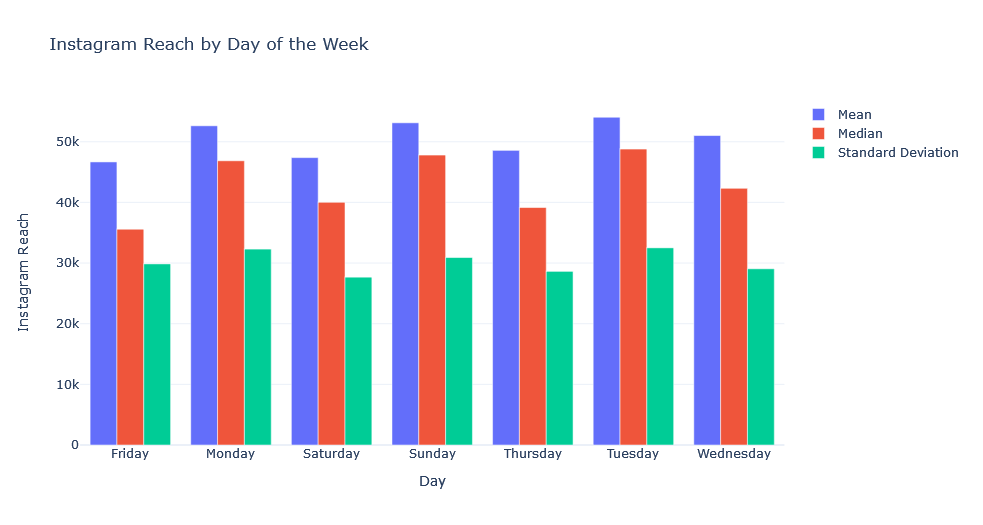 Instagram Reach by Day of the Week
Mean
Median
Standard Deviation
Instagram Reach
50k
40k
30k
20k
10k
0
Friday Monday Saturday Sunday Thursday Tuesday Wednesday
Day